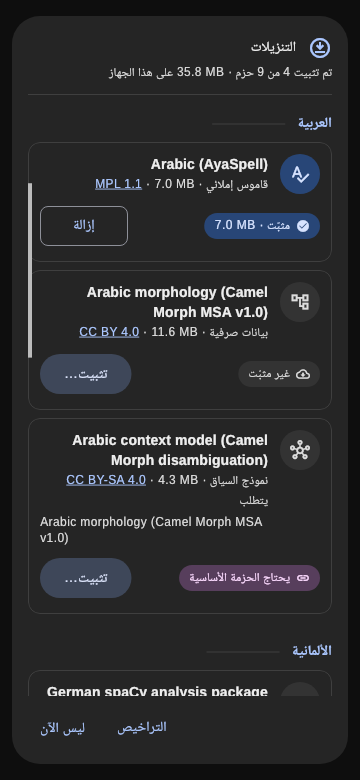 التنزيلات
تم تثبيت 4 من 9 حزم · 35.8 MB على هذا الجهاز
العربية
Arabic (AyaSpell)
قاموس إملائي · 7.0 MB · MPL 1.1
مثبّت · 7.0 MB
إزالة
Arabic morphology (Camel
Morph MSA v1.0)
بيانات صرفية · 11.6 MB · CC BY 4.0
غير مثبّت
تثبيت…
Arabic context model (Camel
Morph disambiguation)
نموذج السياق · 4.3 MB · CC BY-SA 4.0
يتطلب
Arabic morphology (Camel Morph MSA
v1.0)
يحتاج الحزمة الأساسية
تثبيت…
الألمانية
German spaCy analysis package
التراخيص
ليس الآن